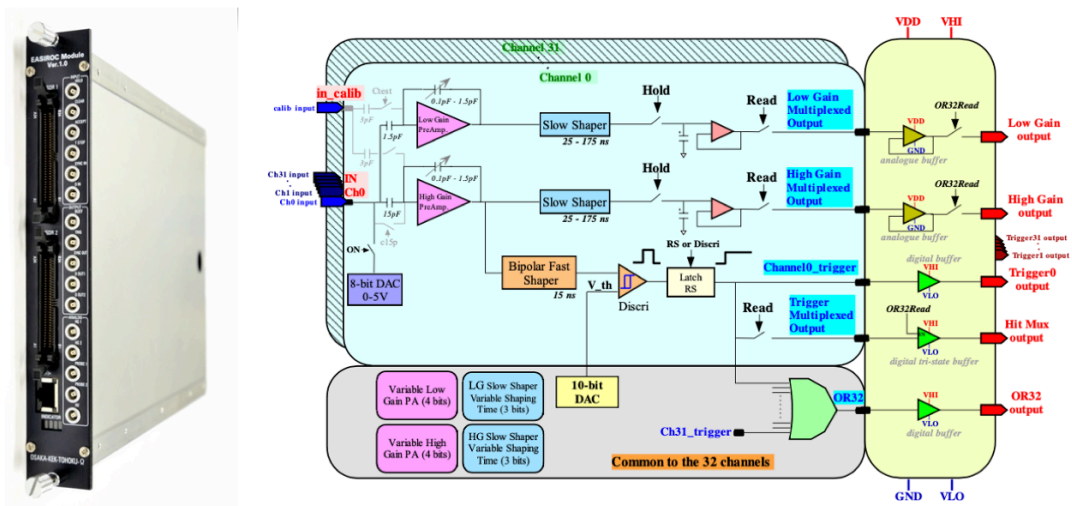 EASIROC Module
Ver.1.0
INDICATOR
OSAKA-KEK-TOHOKU-Q
VDD
VHI
Channel 31
Channel 0
in_calib
calib input
Ctest
3pF
0.1pF - 1.5pF
Low Gain
PreAmp.
1.5pF
Slow Shaper
25 - 175 ns
Hold
Read
Low Gain
Multiplexed
Output
OR32Read
VDD
GND
analogue buffer
Low Gain
output
3pF
Ch31 input
Ch1 input
Ch0 input
IN
Ch0
0.1pF - 1.5pF
High Gain
PreAmp.
15pF
c15p
Slow Shaper
25 - 175 ns
Hold
Read
High Gain
Multiplexed
Output
OR32Read
VDD
GND
analogue buffer
High Gain
output
ON
8-bit DAC
0-5V
Bipolar Fast
Shaper
15 ns
V_th
Discri
RS or Discri
Latch
RS
Channel0_trigger
digital buffer
VHI
VLO
Trigger31 output
Trigger1 output
Trigger0
output
Read
Trigger
Multiplexed
Output
OR32Read
VHI
VLO
digital tri-state buffer
Hit Mux
output
Variable Low
Gain PA (4 bits)
LG Slow Shaper
Variable Shaping
Time (3 bits)
10-bit
DAC
OR32
VHI
VLO
digital buffer
OR32
output
Variable High
Gain PA (4 bits)
HG Slow Shaper
Variable Shaping
Time (3 bits)
Ch31_trigger
Common to the 32 channels
GND
VLO